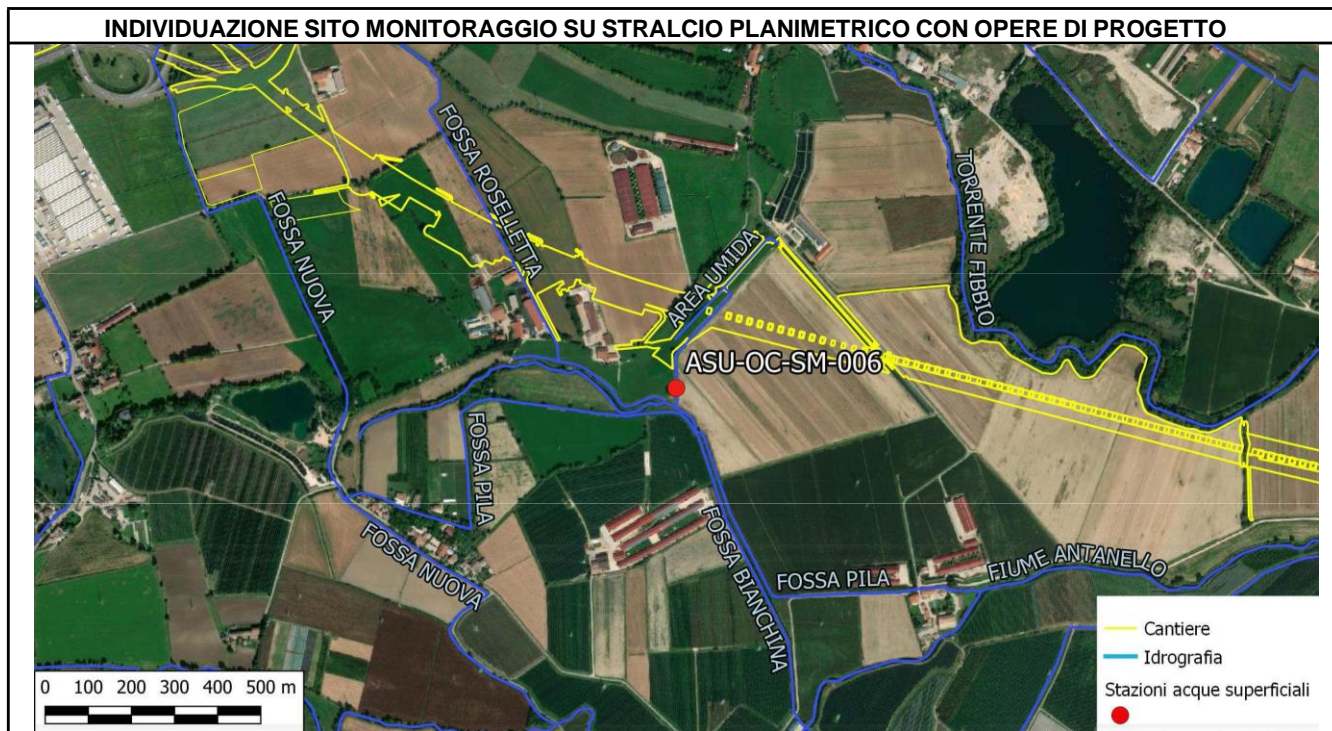 INDIVIDUAZIONE SITO MONITORAGGIO SU STRALCIO PLANIMETRICO CON OPERE DI PROGETTO
FOSSA ROSELLETTA
TORRENTE FIBBIO
FOSSA NUOVA
AREA UMIDA
ASU-OC-SM-006
FOSSA PILA
FOSSA NUOVA
FOSSA BIANCHINA
FOSSA PILA
FIUME ANTANELLO
Cantiere
Idrografia
Stazioni acque superficiali
0 100 200 300 400 500 m